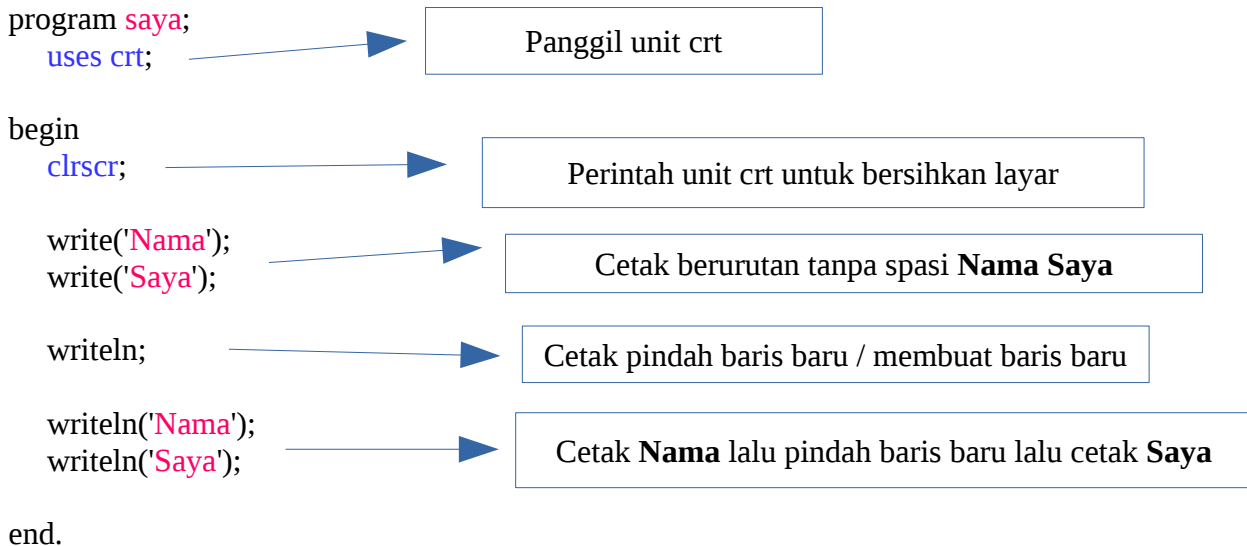 program saya;
uses crt;
Panggil unit crt
begin
clrscr;
Perintah unit crt untuk bersihkan layar
write('Nama');
write('Saya');
Cetak berurutan tanpa spasi Nama Saya
writeln;
Cetak pindah baris baru / membuat baris baru
writeln('Nama');
writeln('Saya');
Cetak Nama lalu pindah baris baru lalu cetak Saya
end.